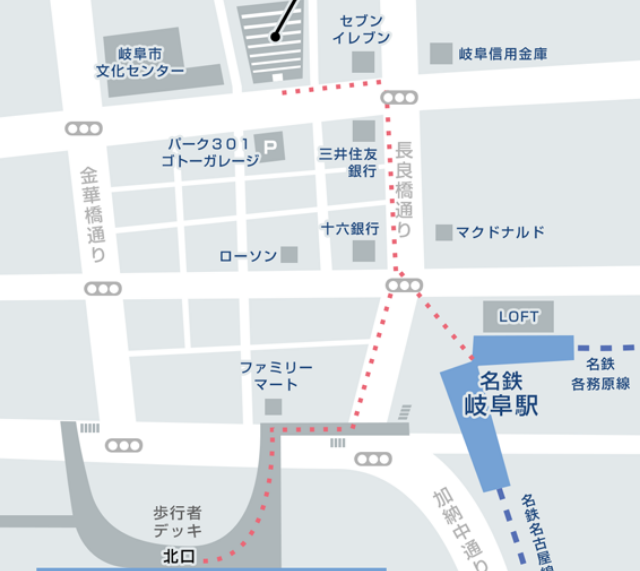 セブン
イレブン
岐阜市
文化センター
岐阜信用金庫
パーク301
ゴトーガレージ
P
三井住友
銀行
長良橋通り
金華橋通り
十六銀行
マクドナルド
ローソン
LOFT
名鉄
各務原線
ファミリー
マート
名鉄
岐阜駅
歩行者
デッキ
北口
加納中通り
名鉄名古屋